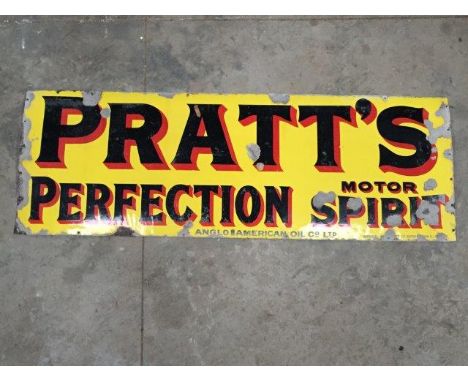 PRATT'S
PERFECTION MOTOR SPIRIT
ANGLO AMERICAN OIL CO LTD